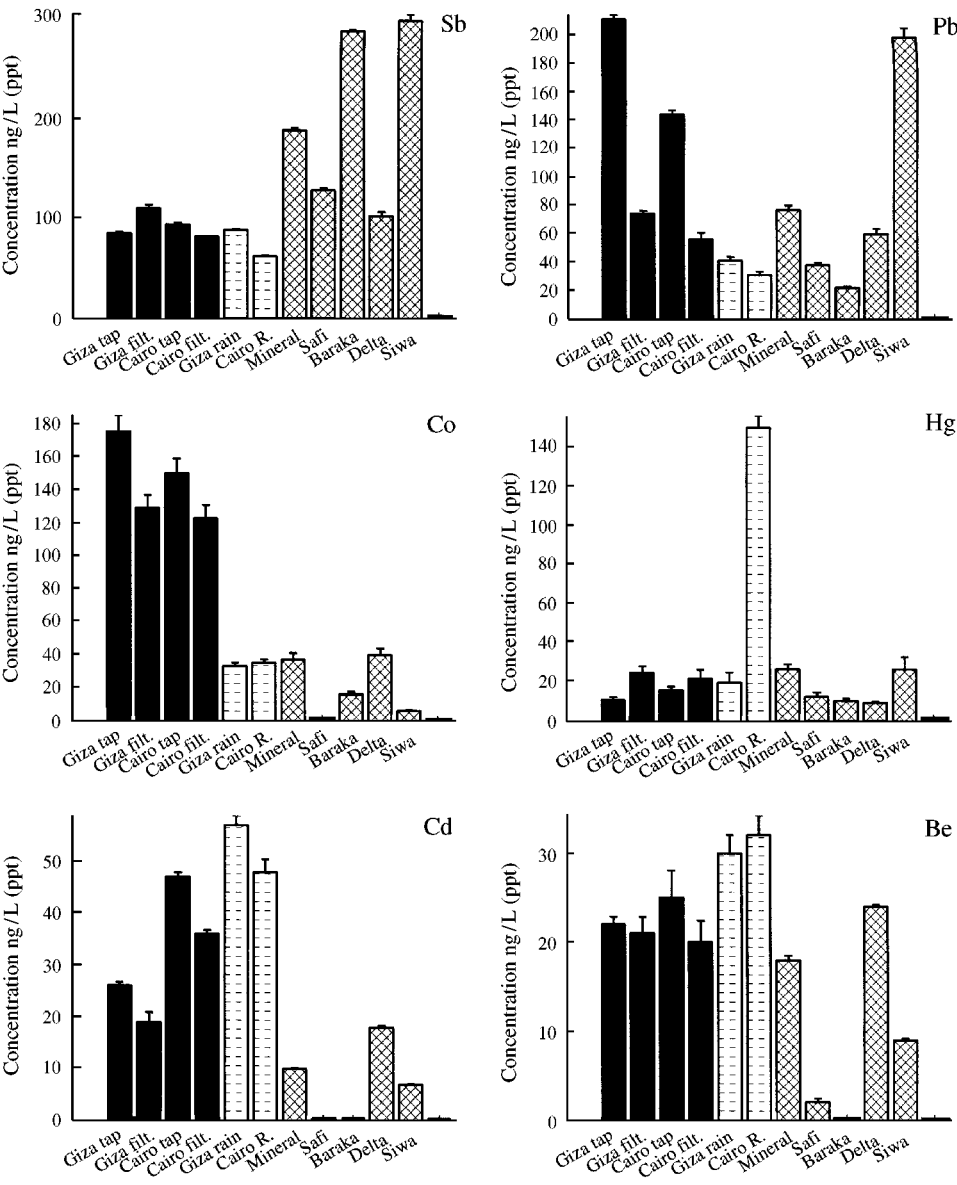 Sb
Concentration ng/L (ppt)
300
200
100
0
Giza tap
Giza filt.
Cairo tap
Cairo filt.
Giza rain
Cairo R.
Mineral
Safi
Baraka
Delta
Siwa
Pb
Concentration ng/L (ppt)
200
180
160
140
120
100
80
60
40
20
0
Giza tap
Giza filt.
Cairo tap
Cairo filt.
Giza rain
Cairo R.
Mineral
Safi
Baraka
Delta
Siwa
Co
Concentration ng/L (ppt)
180
160
140
120
100
80
60
40
20
0
Giza tap
Giza filt.
Cairo tap
Cairo filt.
Giza rain
Cairo R.
Mineral
Safi
Baraka
Delta
Siwa
Hg
Concentration ng/L (ppt)
140
120
100
80
60
40
20
0
Giza tap
Giza filt.
Cairo tap
Cairo filt.
Giza rain
Cairo R.
Mineral
Safi
Baraka
Delta
Siwa
Cd
Concentration ng/L (ppt)
50
40
30
20
10
0
Giza tap
Giza filt.
Cairo tap
Cairo filt.
Giza rain
Cairo R.
Mineral
Safi
Baraka
Delta
Siwa
Be
Concentration ng/L (ppt)
30
20
10
0
Giza tap
Giza filt.
Cairo tap
Cairo filt.
Giza rain
Cairo R.
Mineral
Safi
Baraka
Delta
Siwa